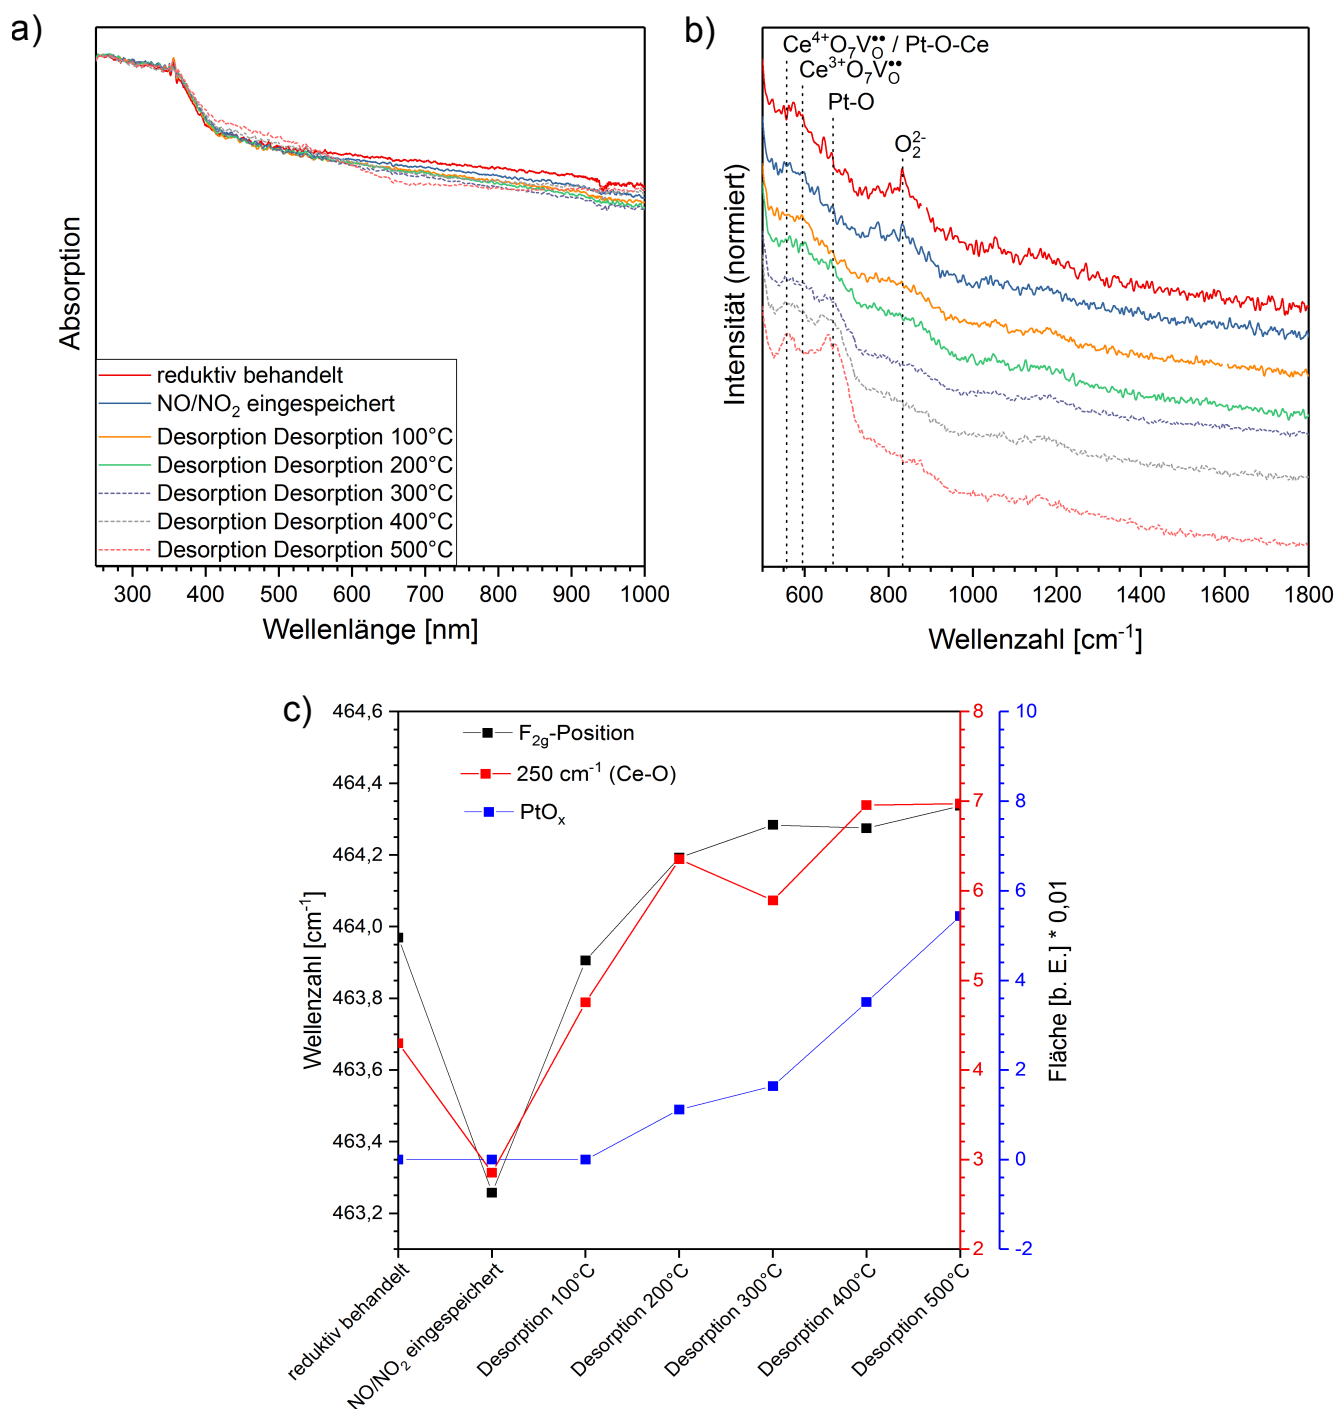 a)
Absorption
reduktiv behandelt
NO/NO₂ eingespeichert
Desorption Desorption 100°C
Desorption Desorption 200°C
Desorption Desorption 300°C
Desorption Desorption 400°C
Desorption Desorption 500°C
300 400 500 600 700 800 900 1000
Wellenlänge [nm]
b)
Ce⁴⁺O₇V_O^•• / Pt-O-Ce
Ce³⁺O₇V_O^••
Pt-O
O₂²⁻
Intensität (normiert)
600 800 1000 1200 1400 1600 1800
Wellenzahl [cm⁻¹]
c)
F₂g-Position
250 cm⁻¹ (Ce-O)
PtOₓ
Wellenzahl [cm⁻¹]
464,6
464,4
464,2
464,0
463,8
463,6
463,4
463,2
8
7
6
5
4
3
2
10
8
6
4
2
0
-2
Fläche [b. E.] * 0,01
reduktiv behandelt
NO/NO₂ eingespeichert
Desorption 100°C
Desorption 200°C
Desorption 300°C
Desorption 400°C
Desorption 500°C